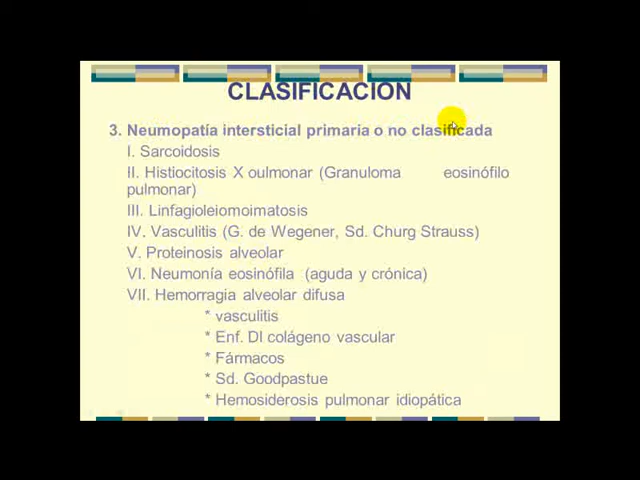 CLASIFICACION
3. Neumopatía intersticial primaria o no clasificada
I. Sarcoidosis
II. Histiocitosis X oulmonar (Granuloma eosinófilo
pulmonar)
III. Linfagioleiomoimatosis
IV. Vasculitis (G. de Wegener, Sd. Churg Strauss)
V. Proteinosis alveolar
VI. Neumonía eosinófila (aguda y crónica)
VII. Hemorragia alveolar difusa
* vasculitis
* Enf. Dl colágeno vascular
* Fármacos
* Sd. Goodpastue
* Hemosiderosis pulmonar idiopática